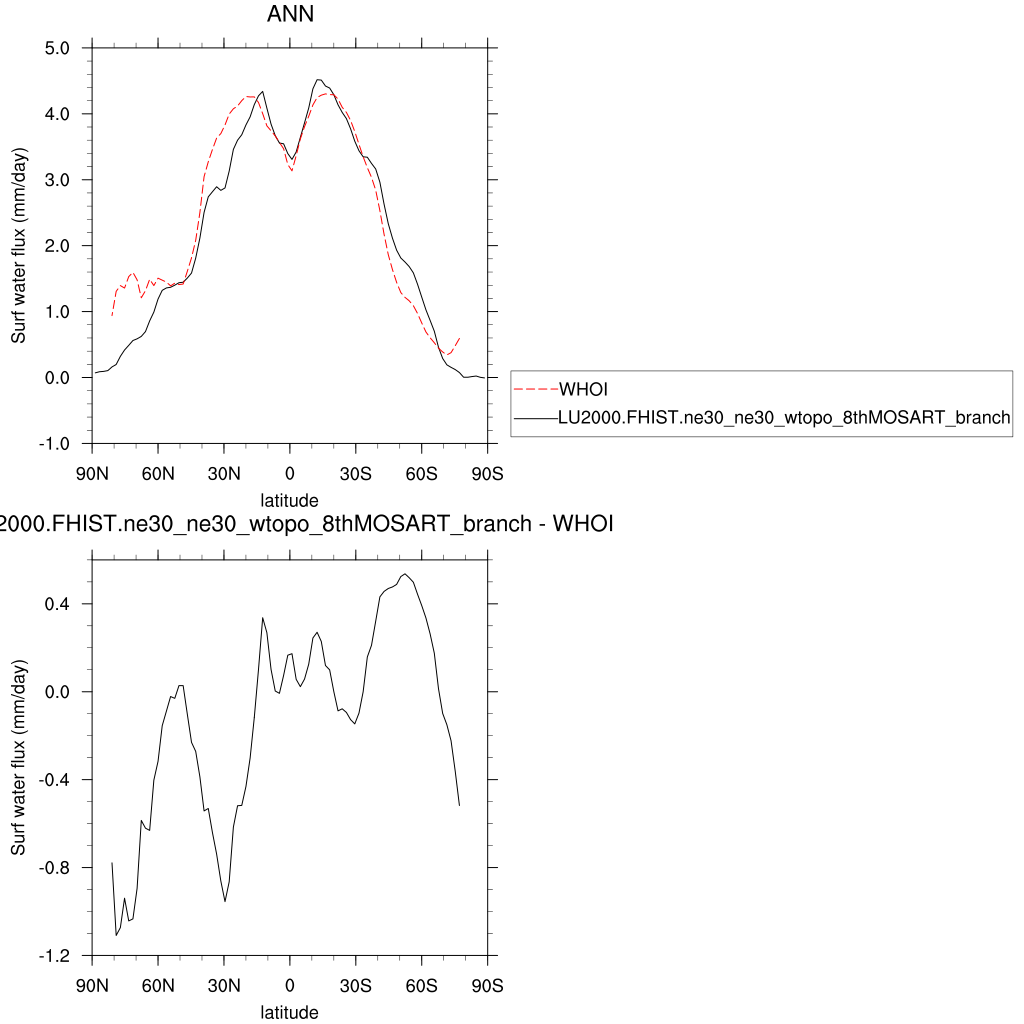 ANN
5.0
4.0
3.0
2.0
1.0
0.0
-1.0
Surf water flux (mm/day)
90N 60N 30N 0 30S 60S 90S
latitude
WHOI
LU2000.FHIST.ne30_ne30_wtopo_8thMOSART_branch
2000.FHIST.ne30_ne30_wtopo_8thMOSART_branch - WHOI
0.4
0.0
-0.4
-0.8
-1.2
Surf water flux (mm/day)
90N 60N 30N 0 30S 60S 90S
latitude